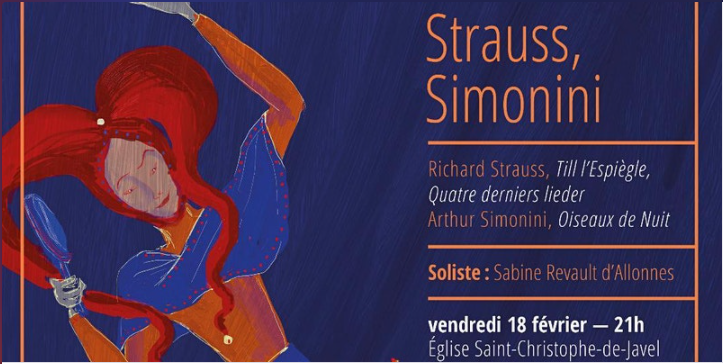 Strauss,
Simonini
Richard Strauss, Till l'Espiègle,
Quatre derniers lieder
Arthur Simonini, Oiseaux de Nuit
Soliste : Sabine Revault d'Allonnes
vendredi 18 février — 21h
Église Saint-Christophe-de-Javel